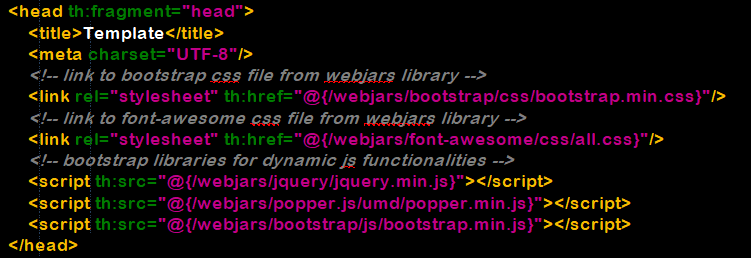 <head th:fragment="head">
<title>Template</title>
<meta charset="UTF-8"/>
<!-- link to bootstrap css file from webjars library -->
<link rel="stylesheet" th:href="@{/webjars/bootstrap/css/bootstrap.min.css}"/>
<!-- link to font-awesome css file from webjars library -->
<link rel="stylesheet" th:href="@{/webjars/font-awesome/css/all.css}"/>
<!-- bootstrap libraries for dynamic js functionalities -->
<script th:src="@{/webjars/jquery/jquery.min.js}"></script>
<script th:src="@{/webjars/popper.js/umd/popper.min.js}"></script>
<script th:src="@{/webjars/bootstrap/js/bootstrap.min.js}"></script>
</head>